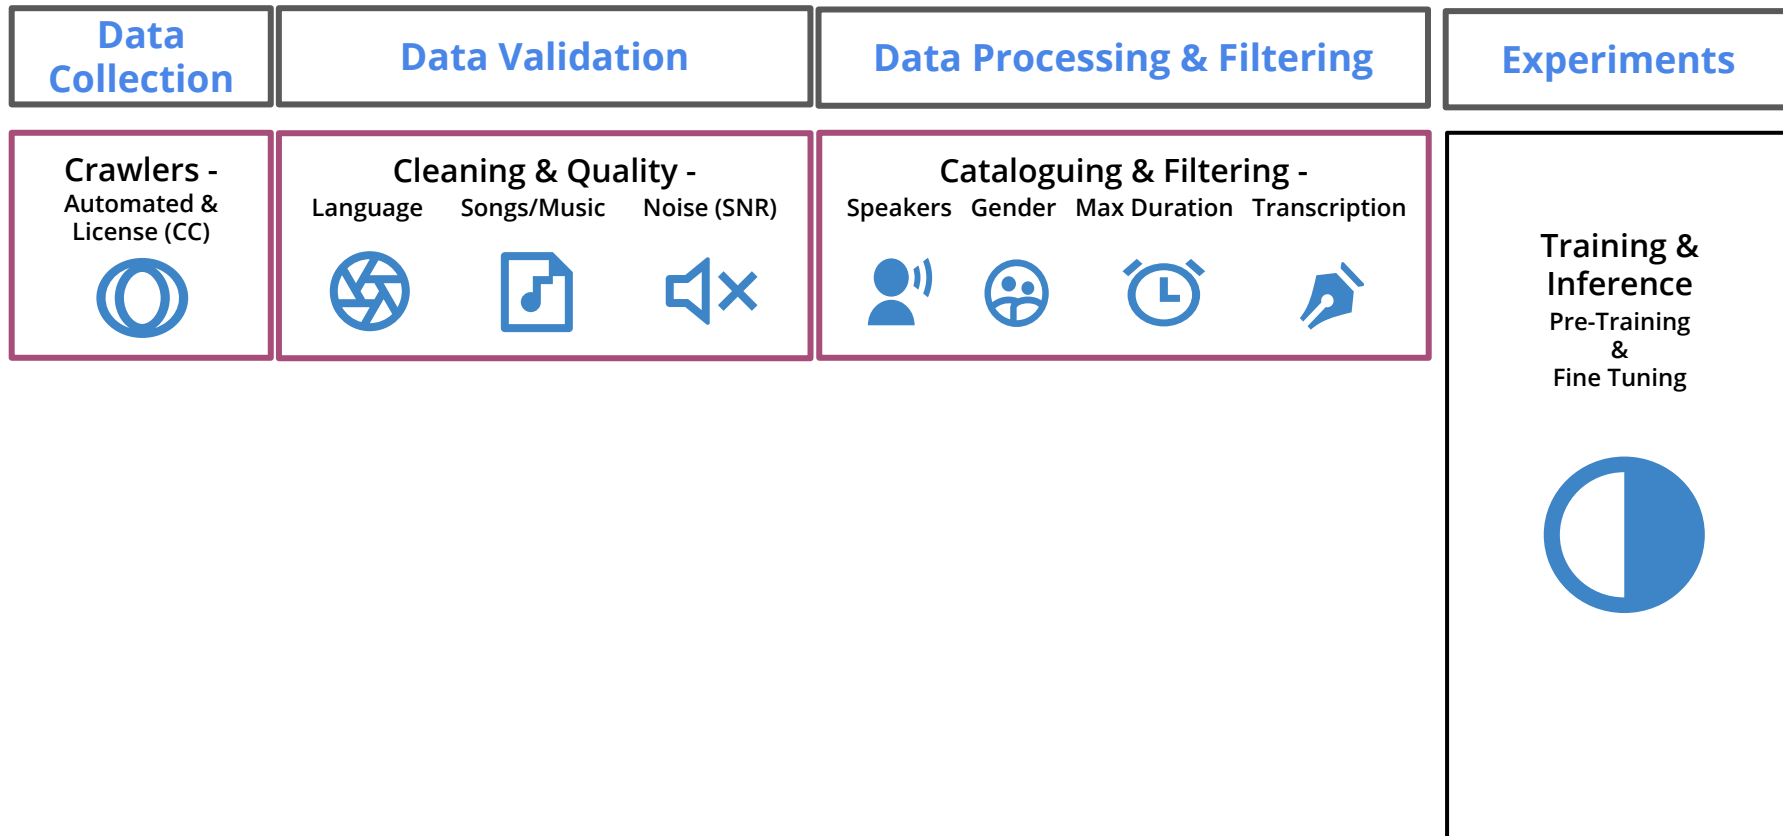 Data
Collection
Data Validation
Data Processing & Filtering
Experiments
Crawlers -
Automated &
License (CC)
Cleaning & Quality -
Language Songs/Music Noise (SNR)
Cataloguing & Filtering -
Speakers Gender Max Duration Transcription
Training &
Inference
Pre-Training
&
Fine Tuning